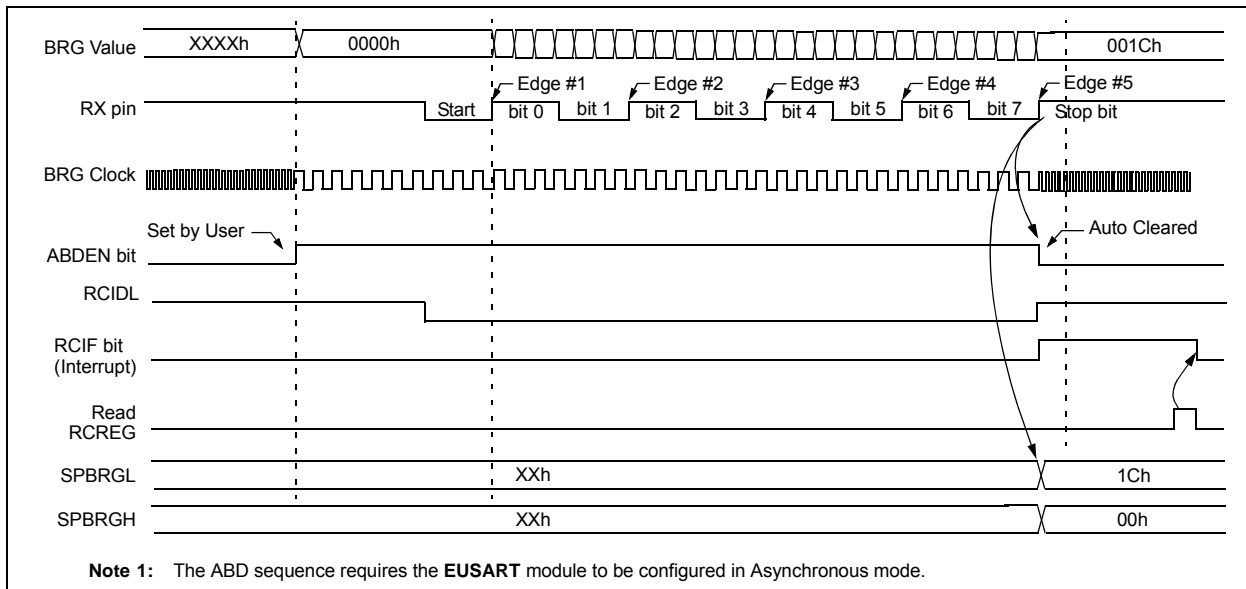 BRG Value XXXXh 0000h 001Ch
Edge #1 Edge #2 Edge #3 Edge #4 Edge #5
RX pin Start bit 0 bit 1 bit 2 bit 3 bit 4 bit 5 bit 6 bit 7 Stop bit
BRG Clock
Set by User Auto Cleared
ABDEN bit
RCIDL
RCIF bit
(Interrupt)
Read
RCREG
SPBRGL XXh 1Ch
SPBRGH XXh 00h
Note 1: The ABD sequence requires the EUSART module to be configured in Asynchronous mode.